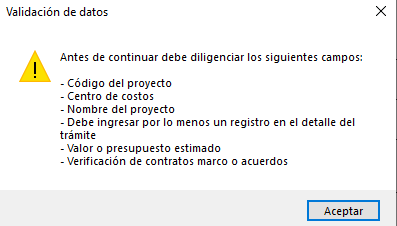 Validación de datos
Antes de continuar debe diligenciar los siguientes campos:
- Código del proyecto
- Centro de costos
- Nombre del proyecto
- Debe ingresar por lo menos un registro en el detalle del
trámite
- Valor o presupuesto estimado
- Verificación de contratos marco o acuerdos
Aceptar